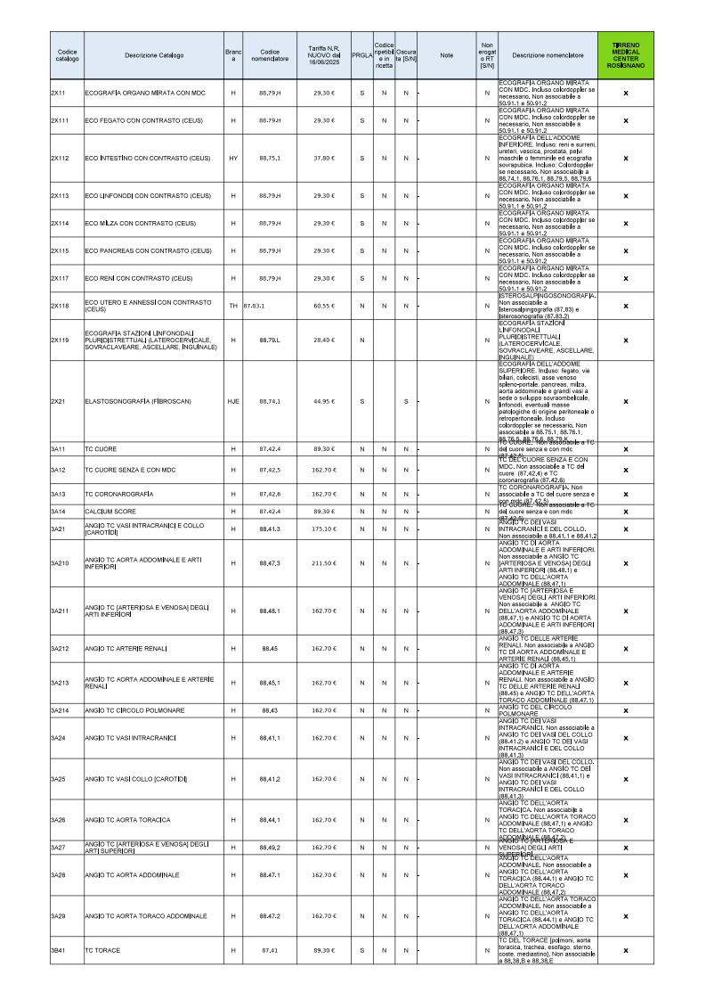 Codice catalogo | Descrizione Catalogo | Branca | Codice nomenclatore | Tariffa N.R. NUOVO dal 16/06/2025 | PRGLA | Codice ripetibile in ricetta | Oscurata [S/N] | Note | Non erogato RT [S/N] | Descrizione nomenclatore | TIRRENO MEDICAL CENTER ROSIGNANO
2X11 | ECOGRAFIA ORGANO MIRATA CON MDC | H | 88.79.H | 29,30 € | S | N | N | - | N | ECOGRAFIA ORGANO MIRATA CON MDC. Incluso colordoppler se necessario. Non associabile a 50.91.1 e 50.91.2 | X
2X111 | ECO FEGATO CON CONTRASTO (CEUS) | H | 88.79.H | 29,30 € | S | N | N | - | N | ECOGRAFIA ORGANO MIRATA CON MDC. Incluso colordoppler se necessario. Non associabile a 50.91.1 e 50.91.2 | X
2X112 | ECO INTESTINO CON CONTRASTO (CEUS) | HY | 88.75.1 | 37,80 € | S | N | N | - | N | ECOGRAFIA DELL'ADDOME INFERIORE. Incluso: reni e surreni, ureteri, vescica, prostata, pelvi maschile o femminile ed ecografia sovrapubica. Incluso: Colordoppler se necessario. Non associabile a 88.74.1, 88.76.1, 88.79.5, 88.79.6 | X
2X113 | ECO LINFONODI CON CONTRASTO (CEUS) | H | 88.79.H | 29,30 € | S | N | N | - | N | ECOGRAFIA ORGANO MIRATA CON MDC. Incluso colordoppler se necessario. Non associabile a 50.91.1 e 50.91.2 | X
2X114 | ECO MILZA CON CONTRASTO (CEUS) | H | 88.79.H | 29,30 € | S | N | N | - | N | ECOGRAFIA ORGANO MIRATA CON MDC. Incluso colordoppler se necessario. Non associabile a 50.91.1 e 50.91.2 | X
2X115 | ECO PANCREAS CON CONTRASTO (CEUS) | H | 88.79.H | 29,30 € | S | N | N | - | N | ECOGRAFIA ORGANO MIRATA CON MDC. Incluso colordoppler se necessario. Non associabile a 50.91.1 e 50.91.2 | X
2X117 | ECO RENI CON CONTRASTO (CEUS) | H | 88.79.H | 29,30 € | S | N | N | - | N | ECOGRAFIA ORGANO MIRATA CON MDC. Incluso colordoppler se necessario. Non associabile a 50.91.1 e 50.91.2 | X
2X118 | ECO UTERO E ANNESSI CON CONTRASTO (CEUS) | TH | 87.83.1 | 60,55 € | N | N | N | - | N | ISTEROSALPINGOSONOGRAFIA. Non associabile a Isterosalpingografia (87.83) e Isterosonografia (87.83.2) | X
2X119 | ECOGRAFIA STAZIONI LINFONODALI PLURIDISTRETTUALI (LATEROCERVICALE, SOVRACLAVEARE, ASCELLARE, INGUINALE) | H | 88.79.L | 28,40 € | N | N | ECOGRAFIA STAZIONI LINFONODALI PLURIDISTRETTUALI (LATEROCERVICALE, SOVRACLAVEARE, ASCELLARE, INGUINALE) | X
2X21 | ELASTOSONOGRAFIA (FIBROSCAN) | HJE | 88.74.1 | 44,95 € | S | S | - | N | ECOGRAFIA DELL'ADDOME SUPERIORE. Incluso: fegato, vie biliari, colecisti, asse venoso spleno-portale, pancreas, milza, aorta addominale e grandi vasi a sede o sviluppo sovraombelicale, linfonodi, eventuali masse patologiche di origine peritoneale o retroperitoneale. Incluso colordoppler se necessario. Non associabile a 88.75.1, 88.76.1, 88.76.5, 88.76.6, 88.79.K | X
3A11 | TC CUORE | H | 87.42.4 | 89,30 € | N | N | N | - | N | TC CUORE. Non associabile a TC del cuore senza e con mdc (87.42.5) | X
3A12 | TC CUORE SENZA E CON MDC | H | 87.42.5 | 162,70 € | N | N | N | - | N | TC DEL CUORE SENZA E CON MDC. Non associabile a TC del cuore (87.42.4) e TC coronarografia (87.42.6) | X
3A13 | TC CORONAROGRAFIA | H | 87.42.6 | 162,70 € | N | N | N | - | N | TC CORONAROGRAFIA. Non associabile a TC del cuore senza e con mdc (87.42.5) | X
3A14 | CALCIUM SCORE | H | 87.42.4 | 89,30 € | N | N | N | - | N | TC CUORE. Non associabile a TC del cuore senza e con mdc (87.42.5) | X
3A21 | ANGIO TC VASI INTRACRANICI E COLLO [CAROTIDI] | H | 88.41.3 | 175,10 € | N | N | N | - | N | ANGIO TC DEI VASI INTRACRANICI E DEL COLLO. Non associabile a 88.41.1 e 88.41.2 | X
3A210 | ANGIO TC AORTA ADDOMINALE E ARTI INFERIORI | H | 88.47.3 | 211,50 € | N | N | N | - | N | ANGIO TC DI AORTA ADDOMINALE E ARTI INFERIORI. Non associabile a ANGIO TC [ARTERIOSA E VENOSA] DEGLI ARTI INFERIORI (88.48.1) e ANGIO TC DELL'AORTA ADDOMINALE (88.47.1) | X
3A211 | ANGIO TC [ARTERIOSA E VENOSA] DEGLI ARTI INFERIORI | H | 88.48.1 | 162,70 € | N | N | N | - | N | ANGIO TC [ARTERIOSA E VENOSA] DEGLI ARTI INFERIORI. Non associabile a ANGIO TC DELL'AORTA ADDOMINALE (88.47.1) e ANGIO TC DI AORTA ADDOMINALE E ARTI INFERIORI (88.47.3) | X
3A212 | ANGIO TC ARTERIE RENALI | H | 88.45 | 162,70 € | N | N | N | - | N | ANGIO TC DELLE ARTERIE RENALI. Non associabile a ANGIO TC DI AORTA ADDOMINALE E ARTERIE RENALI (88.45.1) | X
3A213 | ANGIO TC AORTA ADDOMINALE E ARTERIE RENALI | H | 88.45.1 | 162,70 € | N | N | N | - | N | ANGIO TC DI AORTA ADDOMINALE E ARTERIE RENALI. Non associabile a ANGIO TC DELLE ARTERIE RENALI (88.45) e ANGIO TC DELL'AORTA TORACO ADDOMINALE (88.47.1) | X
3A214 | ANGIO TC CIRCOLO POLMONARE | H | 88.43 | 162,70 € | N | N | N | - | N | ANGIO TC DEL CIRCOLO POLMONARE | X
3A24 | ANGIO TC VASI INTRACRANICI | H | 88.41.1 | 162,70 € | N | N | N | - | N | ANGIO TC DEI VASI INTRACRANICI. Non associabile a ANGIO TC DEI VASI DEL COLLO (88.41.2) e ANGIO TC DEI VASI INTRACRANICI E DEL COLLO (88.41.3) | X
3A25 | ANGIO TC VASI COLLO [CAROTIDI] | H | 88.41.2 | 162,70 € | N | N | N | - | N | ANGIO TC DEI VASI DEL COLLO. Non associabile a ANGIO TC DEI VASI INTRACRANICI (88.41.1) e ANGIO TC DEI VASI INTRACRANICI E DEL COLLO (88.41.3) | X
3A26 | ANGIO TC AORTA TORACICA | H | 88.44.1 | 162,70 € | N | N | N | - | N | ANGIO TC DELL'AORTA TORACICA. Non associabile a ANGIO TC DELL'AORTA TORACO ADDOMINALE (88.47.1) e ANGIO TC DELL'AORTA TORACO ADDOMINALE (88.47.2) | X
3A27 | ANGIO TC [ARTERIOSA E VENOSA] DEGLI ARTI SUPERIORI | H | 88.49.2 | 162,70 € | N | N | N | - | N | ANGIO TC [ARTERIOSA E VENOSA] DEGLI ARTI SUPERIORI | X
3A28 | ANGIO TC AORTA ADDOMINALE | H | 88.47.1 | 162,70 € | N | N | N | - | N | ANGIO TC DELL'AORTA ADDOMINALE. Non associabile a ANGIO TC DELL'AORTA TORACICA (88.44.1) e ANGIO TC DELL'AORTA TORACO ADDOMINALE (88.47.2) | X
3A29 | ANGIO TC AORTA TORACO ADDOMINALE | H | 88.47.2 | 162,70 € | N | N | N | - | N | ANGIO TC DELL'AORTA TORACO ADDOMINALE. Non associabile a ANGIO TC DELL'AORTA TORACICA (88.44.1) e ANGIO TC DELL'AORTA ADDOMINALE (88.47.1) | X
3B41 | TC TORACE | H | 87.41 | 89,30 € | S | N | N | - | N | TC DEL TORACE [polmoni, aorta toracica, trachea, esofago, sterno, coste, mediastino]. Non associabile a 88.38.B e 88.38.E | X